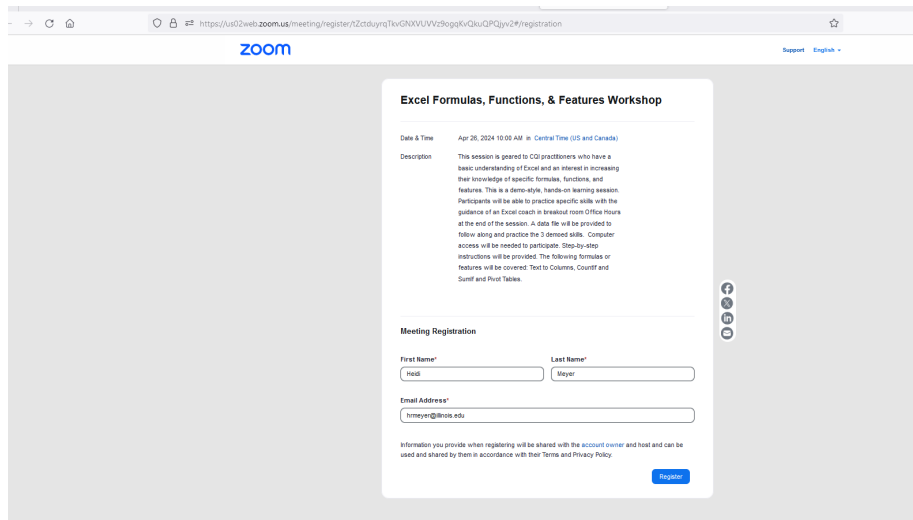 https://us02web.zoom.us/meeting/register/tZctduyrqTkvGNXVUVVz9ogqKvQkuQPQjyv2#/registration
zoom
Support English
Excel Formulas, Functions, & Features Workshop
Date & Time Apr 26, 2024 10:00 AM in Central Time (US and Canada)
Description This session is geared to CQI practitioners who have a
basic understanding of Excel and an interest in increasing
their knowledge of specific formulas, functions, and
features. This is a demo-style, hands-on learning session.
Participants will be able to practice specific skills with the
guidance of an Excel coach in breakout room Office Hours
at the end of the session. A data file will be provided to
follow along and practice the 3 demoed skills. Computer
access will be needed to participate. Step-by-step
instructions will be provided. The following formulas or
features will be covered: Text to Columns, Countif and
Sumif and Pivot Tables.
Meeting Registration
First Name* Last Name*
Heidi Meyer
Email Address*
hrmeyer@illinois.edu
Information you provide when registering will be shared with the account owner and host and can be
used and shared by them in accordance with their Terms and Privacy Policy.
Register